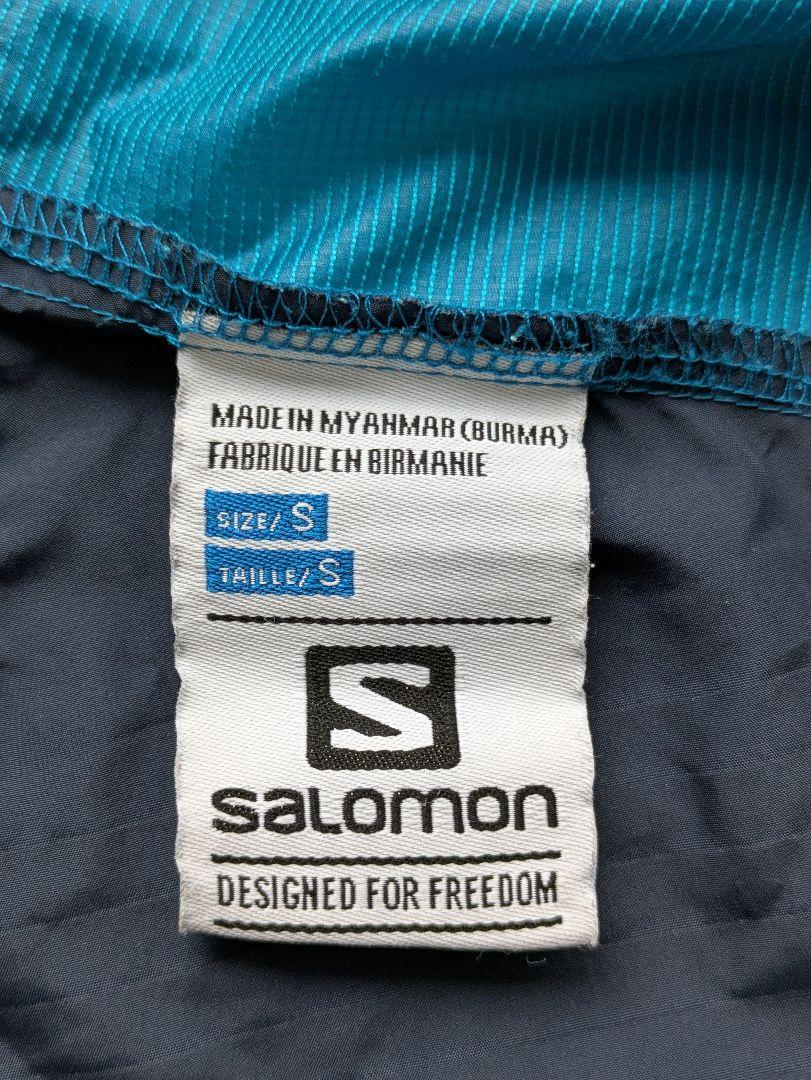 MADE IN MYANMAR (BURMA)
FABRIQUE EN BIRMANIE
SIZE/ S
TAILLE/ S
S
SALOMON
DESIGNED FOR FREEDOM